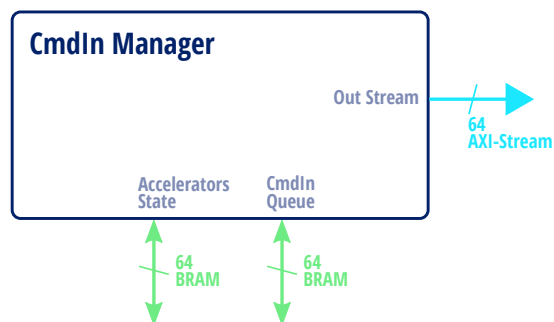 CmdIn Manager
Out Stream
64
AXI-Stream
Accelerators
State
CmdIn
Queue
64
BRAM
64
BRAM